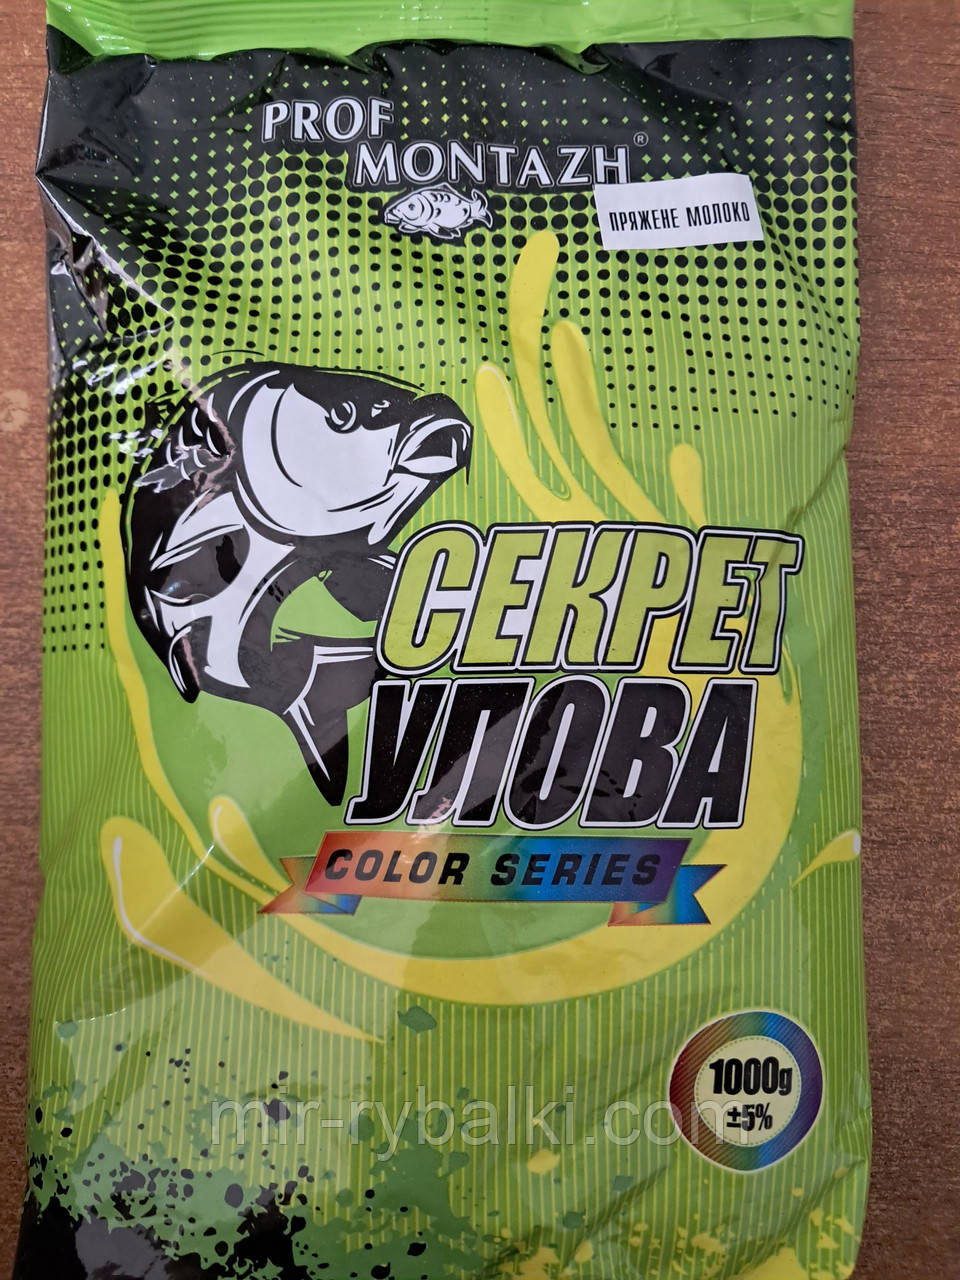 PROF
MONTAZH®
ПРЯЖЕНЕ МОЛОКО
СЕКРЕТ
УЛОВА
COLOR SERIES
1000g
±5%
mir-rybalki.com